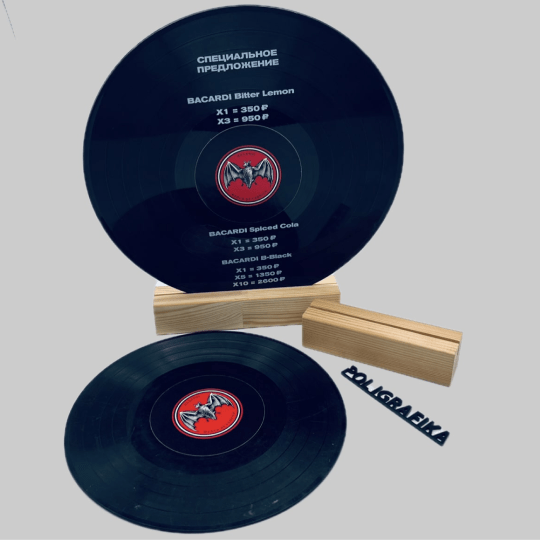 СПЕЦИАЛЬНОЕ
ПРЕДЛОЖЕНИЕ
BACARDI Bitter Lemon
X1 = 350 ₽
X3 = 950 ₽
BACARDI Spiced Cola
X1 = 350 ₽
X3 = 950 ₽
BACARDI B-Black
X1 = 350 ₽
X5 = 1350 ₽
X10 = 2600 ₽
POLIGRAFIKA